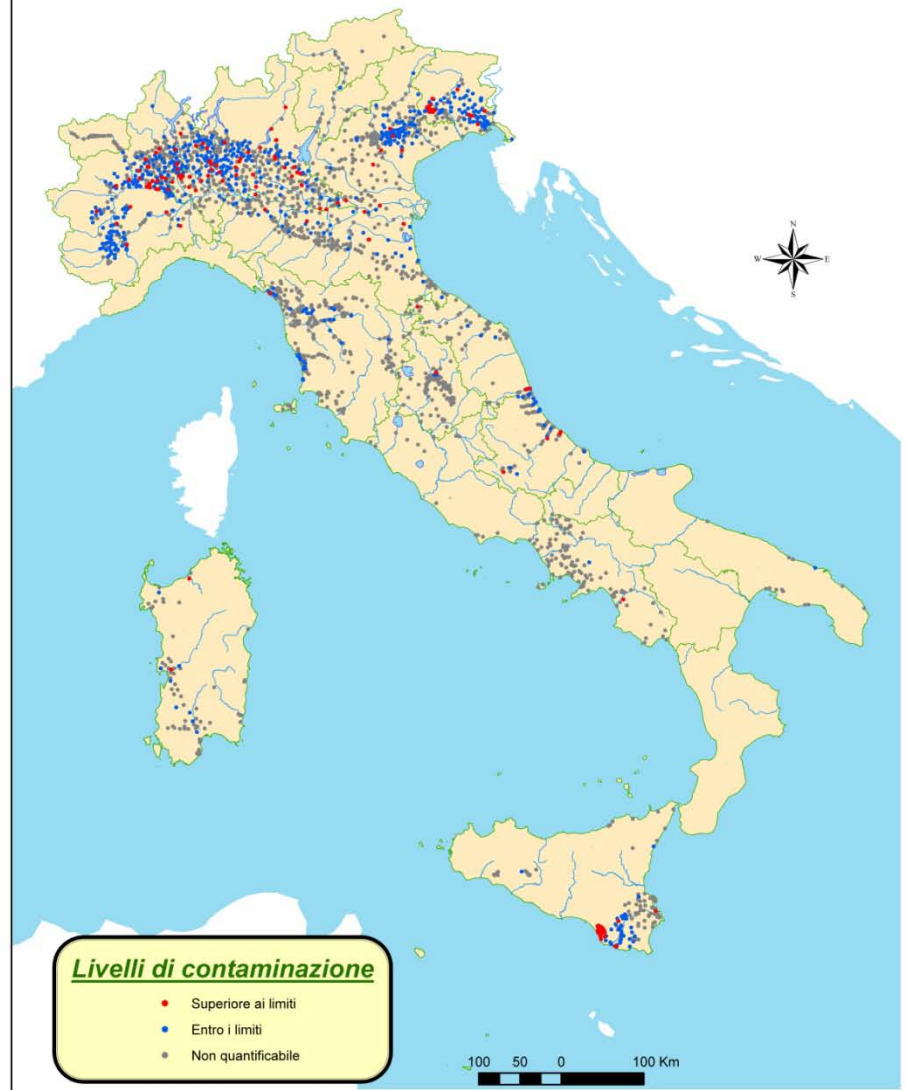 N
W E
S
Livelli di contaminazione
Superiore ai limiti
Entro i limiti
Non quantificabile
100 50 0 100 Km